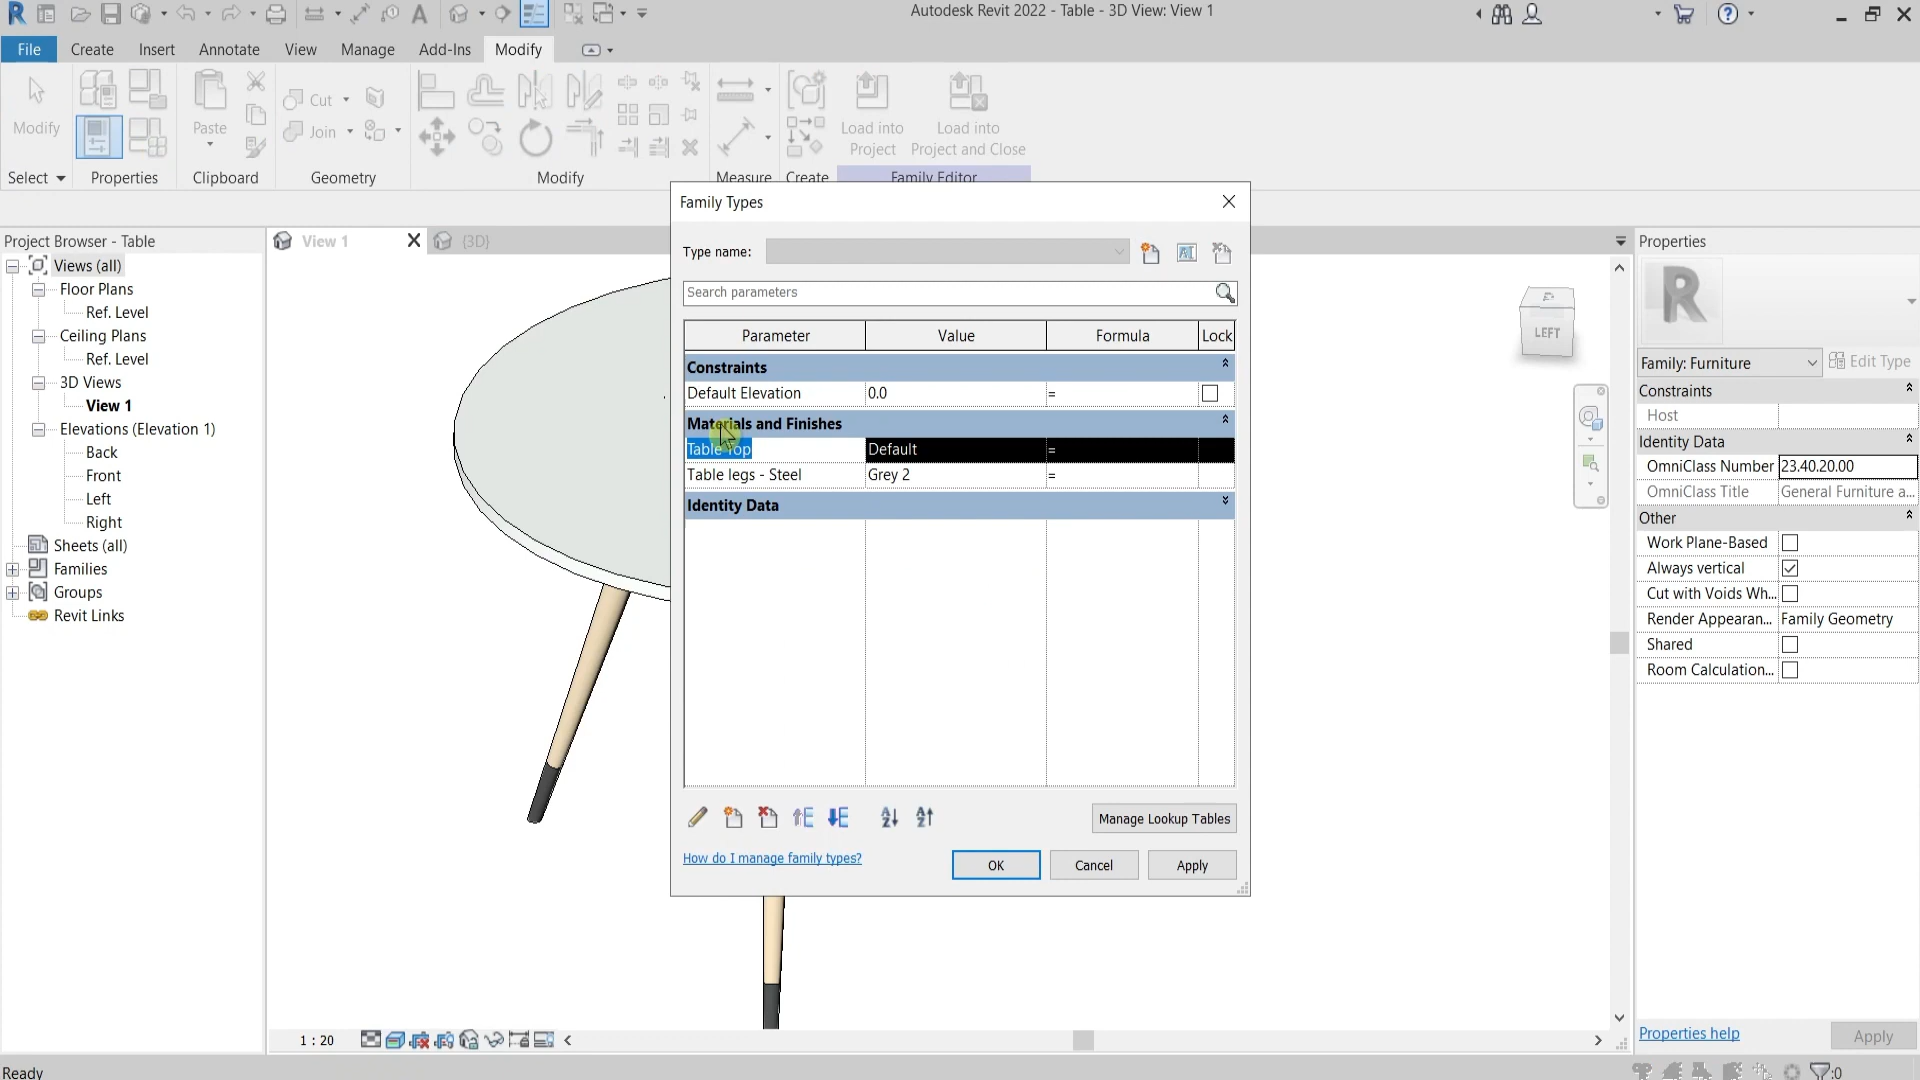 Autodesk Revit 2022 - Table - 3D View: View 1
File Create Insert Annotate View Manage Add-Ins Modify
Modify
Cut
Join
Paste
Load into
Project
Load into
Project and Close
Select Properties Clipboard Geometry Modify Measure Create Family Editor
Project Browser - Table
Views (all)
Floor Plans
Ref. Level
Ceiling Plans
Ref. Level
3D Views
View 1
Elevations (Elevation 1)
Back
Front
Left
Right
Sheets (all)
Families
Groups
Revit Links
View 1
{3D}
Family Types
Type name:
Search parameters
Parameter Value Formula Lock
Constraints
Default Elevation 0.0 =
Materials and Finishes
Table Top Default =
Table legs - Steel Grey 2 =
Identity Data
Manage Lookup Tables
How do I manage family types?
OK Cancel Apply
LEFT
Properties
Family: Furniture Edit Type
Constraints
Host
Identity Data
OmniClass Number 23.40.20.00
OmniClass Title General Furniture a...
Other
Work Plane-Based
Always vertical
Cut with Voids Wh...
Render Appearan... Family Geometry
Shared
Room Calculation...
Properties help Apply
1 : 20
Ready
:0